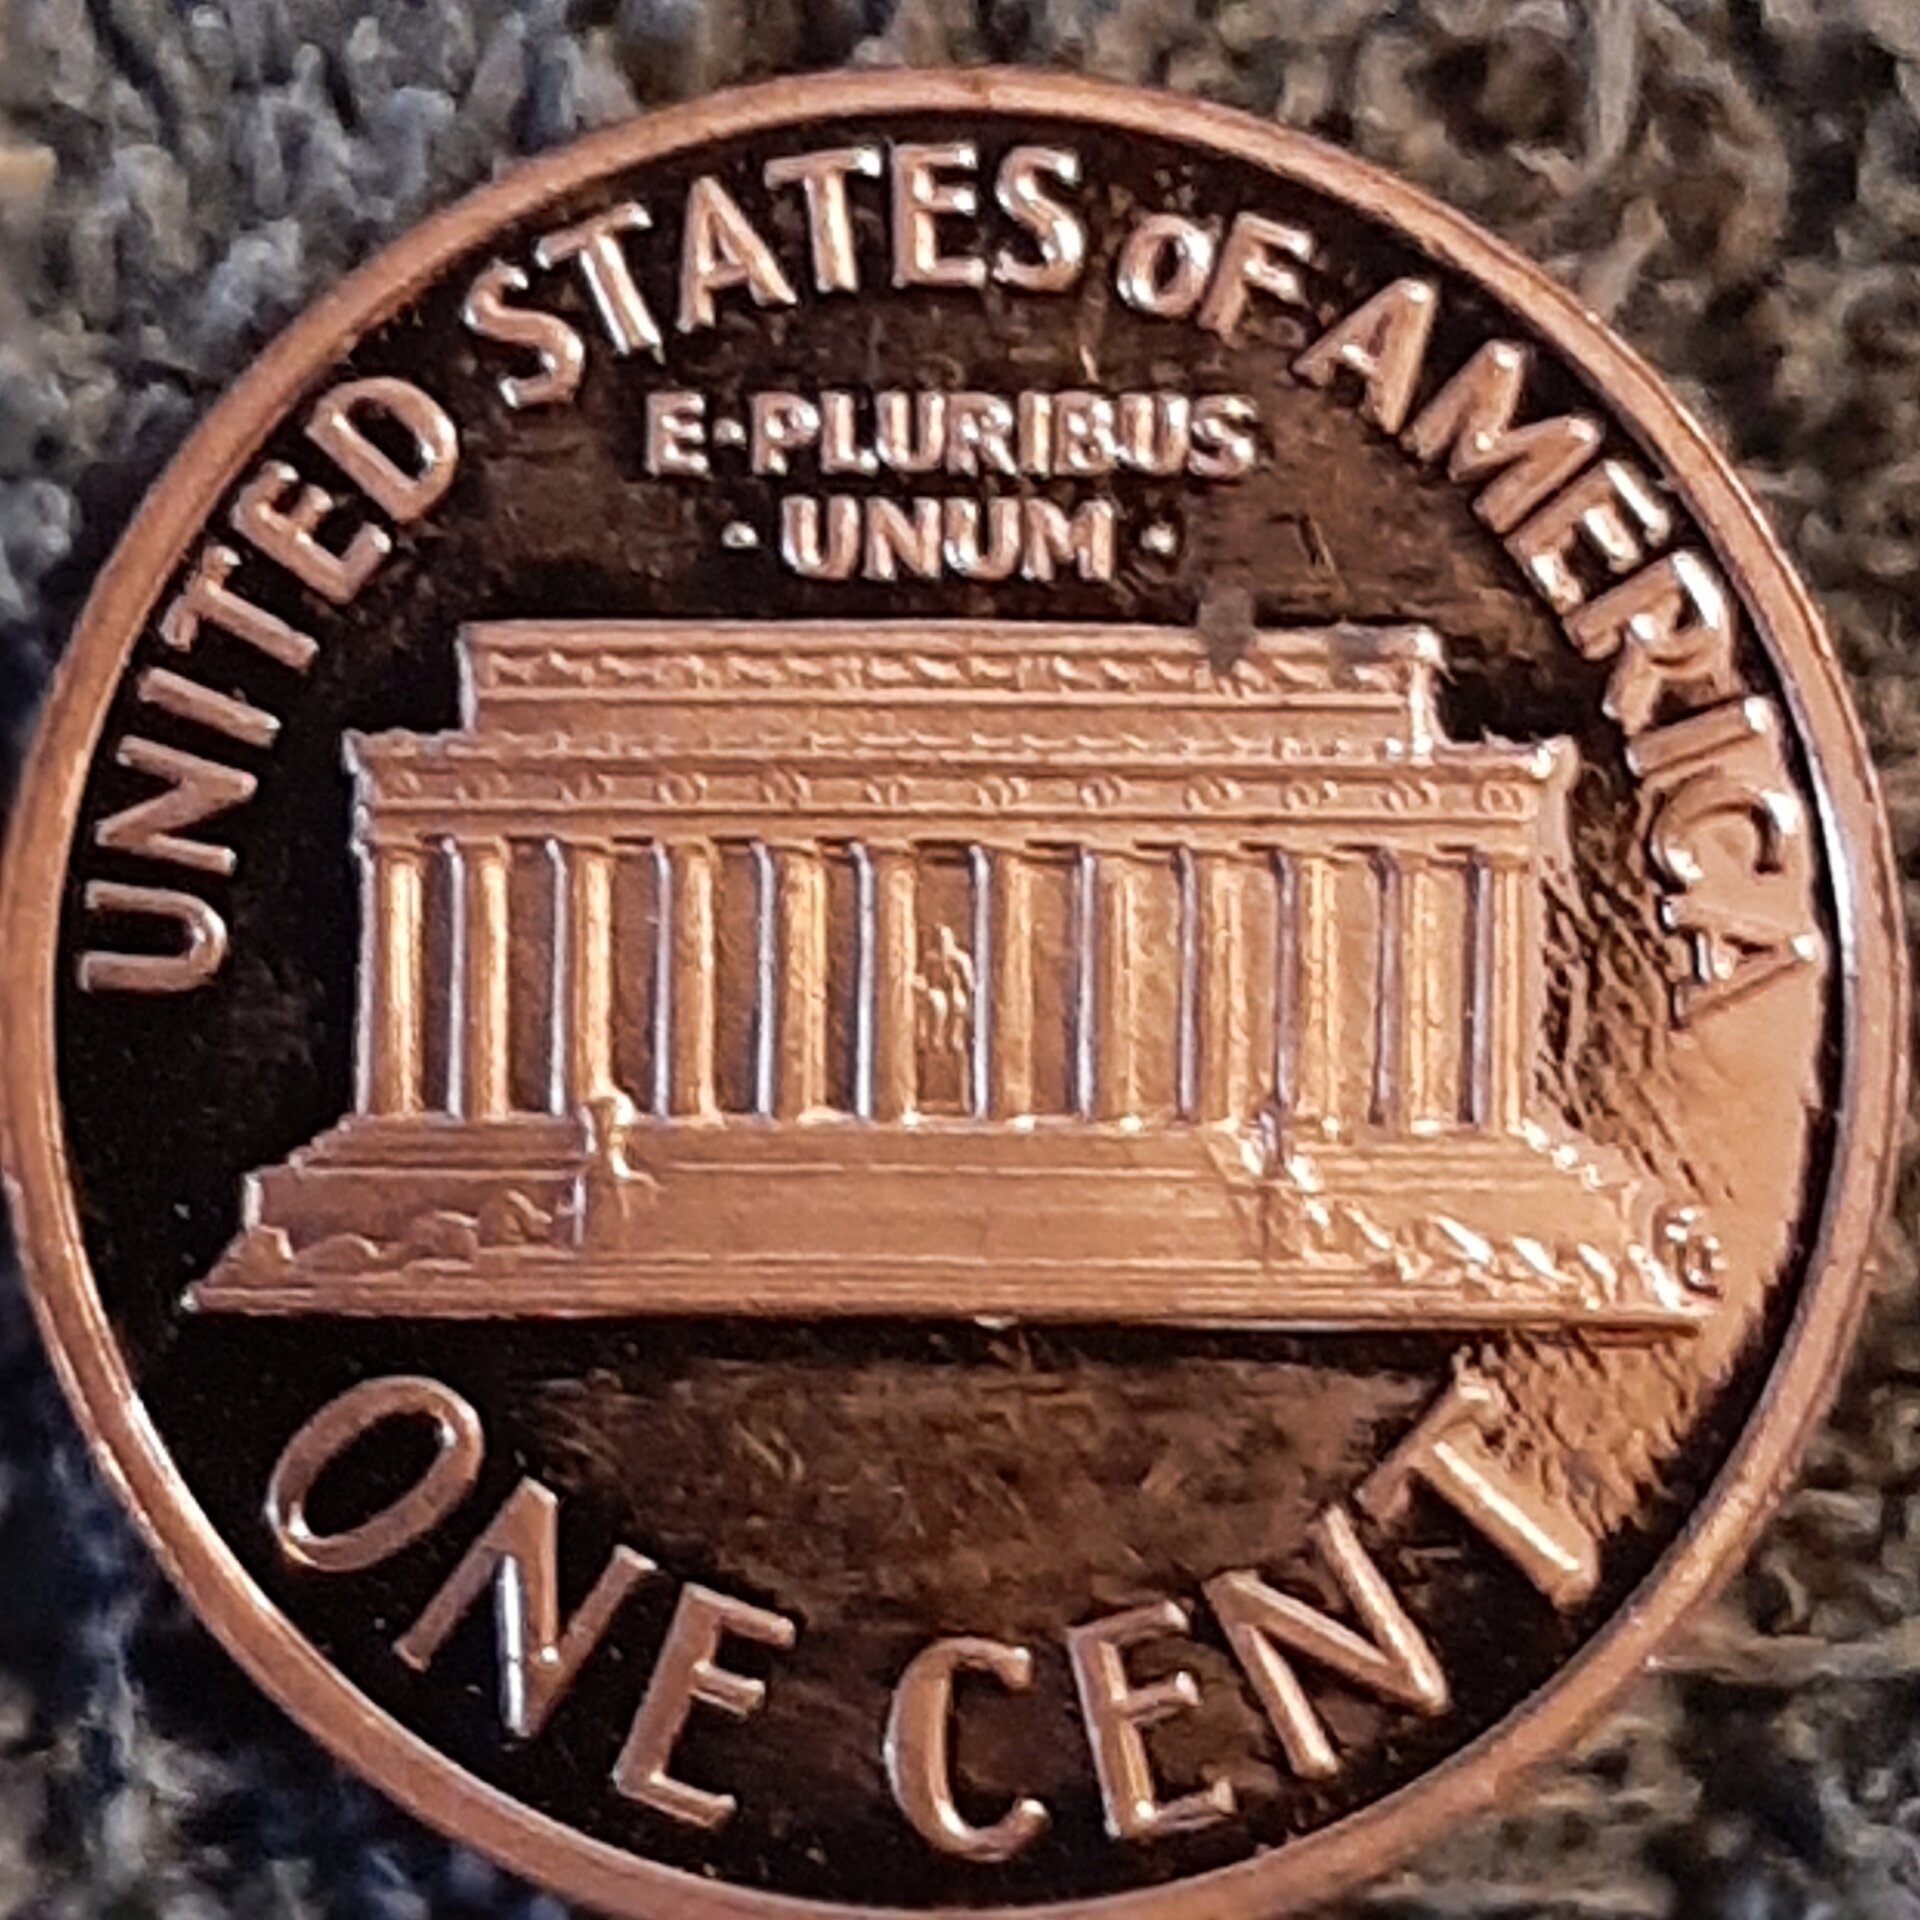 UNITED STATES OF AMERICA
E·PLURIBUS
·UNUM·
ONE CENT